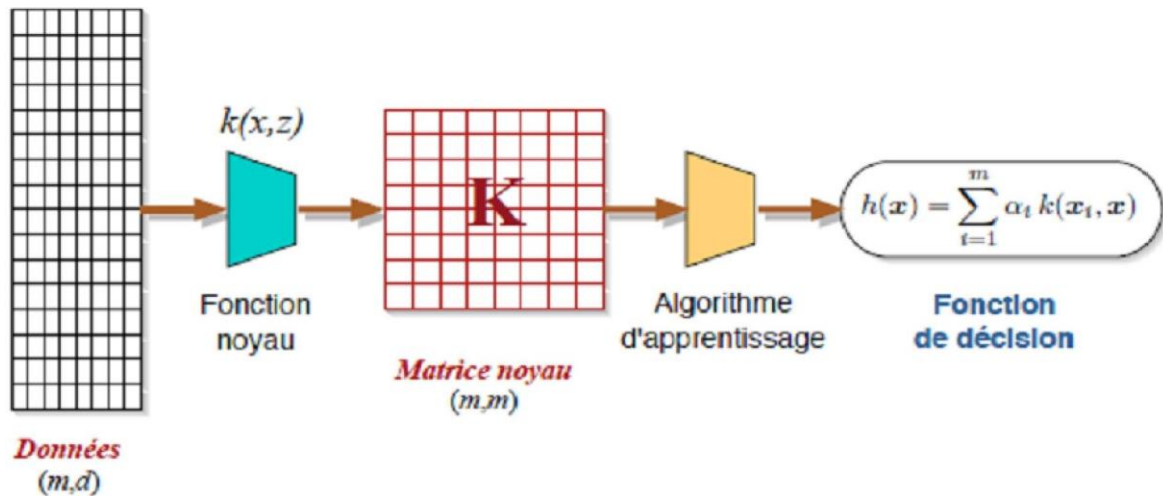 k(x,z)
K
h(x) = ∑_{i=1}^{m} α_i k(x_i, x)
Fonction
noyau
Algorithme
d'apprentissage
Fonction
de décision
Matrice noyau
(m,m)
Données
(m,d)